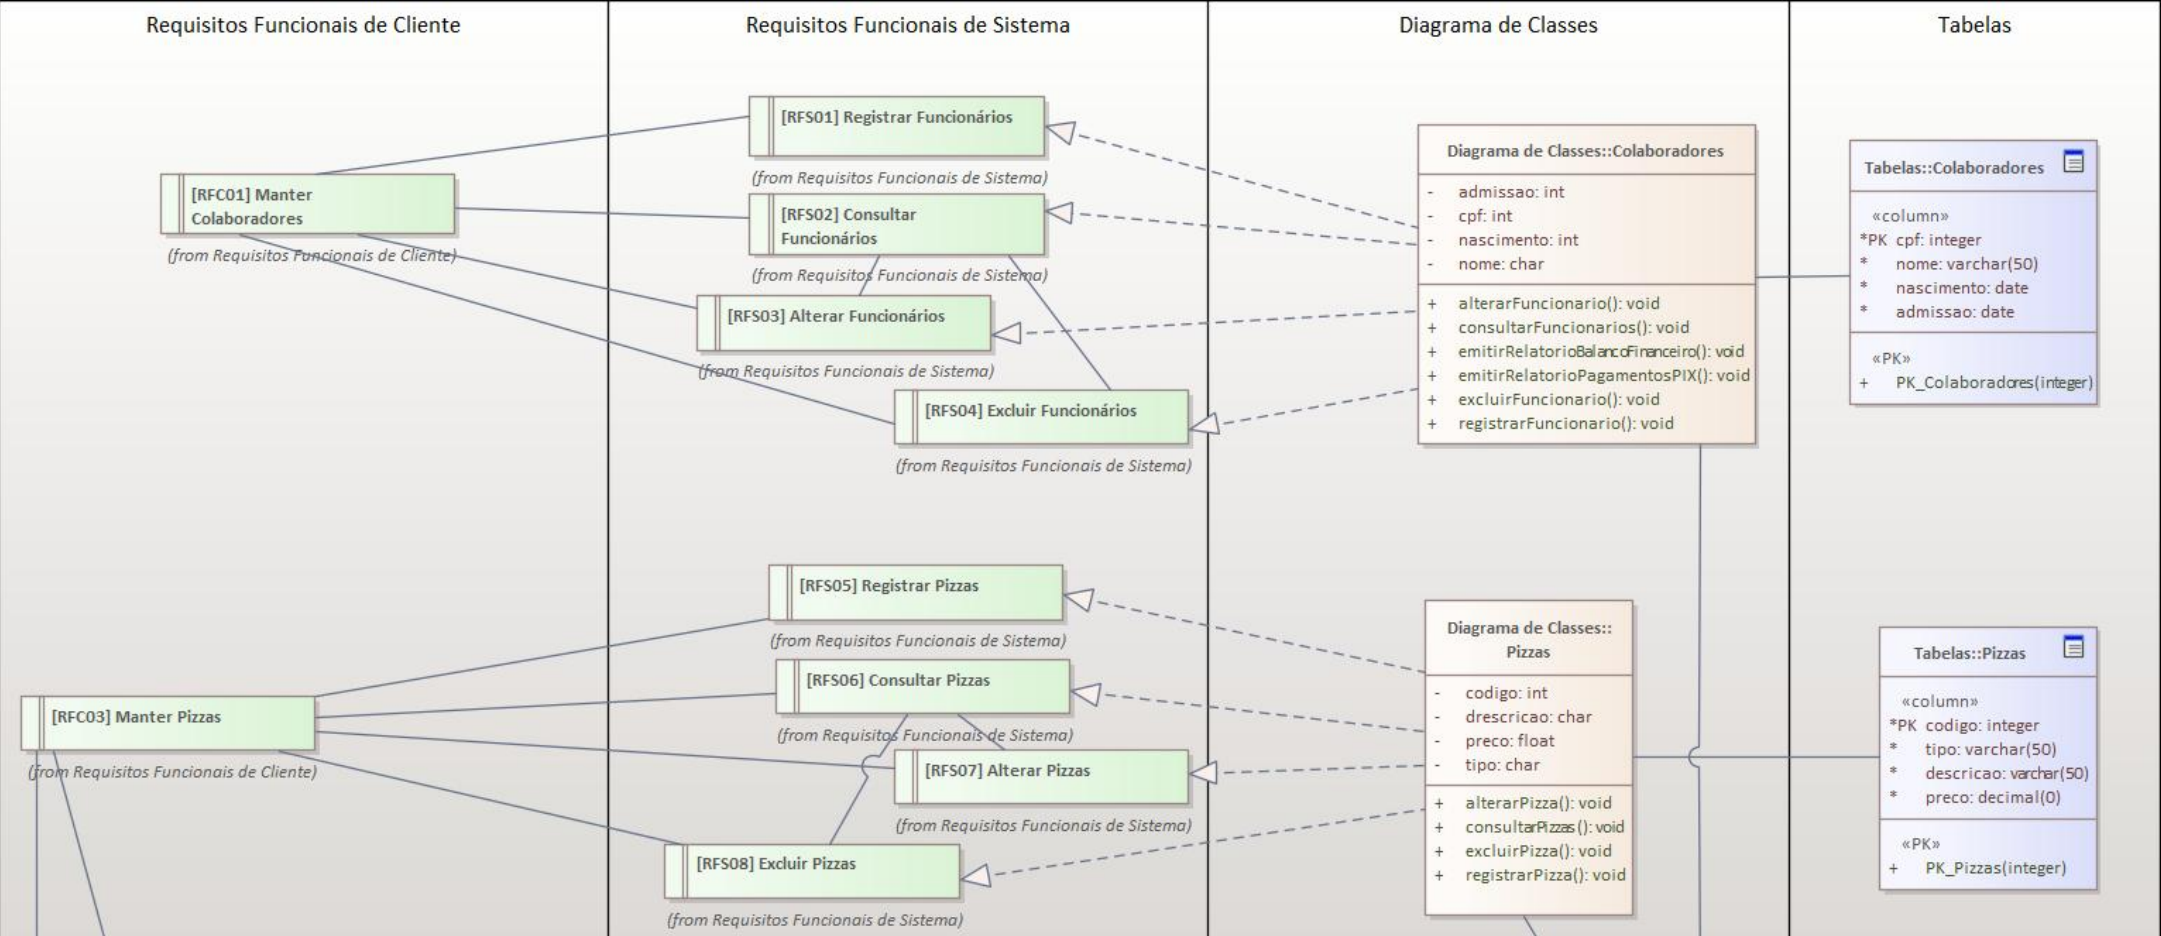 Requisitos Funcionais de Cliente
Requisitos Funcionais de Sistema
Diagrama de Classes
Tabelas
[RFC01] Manter
Colaboradores
(from Requisitos Funcionais de Cliente)
[RFS01] Registrar Funcionários
(from Requisitos Funcionais de Sistema)
[RFS02] Consultar
Funcionários
(from Requisitos Funcionais de Sistema)
[RFS03] Alterar Funcionários
(from Requisitos Funcionais de Sistema)
[RFS04] Excluir Funcionários
(from Requisitos Funcionais de Sistema)
Diagrama de Classes::Colaboradores
- admissao: int
- cpf: int
- nascimento: int
- nome: char
+ alterarFuncionario(): void
+ consultarFuncionarios(): void
+ emitirRelatorioBalancoFinanceiro(): void
+ emitirRelatorioPagamentosPIX(): void
+ excluirFuncionario(): void
+ registrarFuncionario(): void
Tabelas::Colaboradores
«column»
*PK cpf: integer
* nome: varchar(50)
* nascimento: date
* admissao: date
«PK»
+ PK_Colaboradores(integer)
[RFC03] Manter Pizzas
(from Requisitos Funcionais de Cliente)
[RFS05] Registrar Pizzas
(from Requisitos Funcionais de Sistema)
[RFS06] Consultar Pizzas
(from Requisitos Funcionais de Sistema)
[RFS07] Alterar Pizzas
(from Requisitos Funcionais de Sistema)
[RFS08] Excluir Pizzas
(from Requisitos Funcionais de Sistema)
Diagrama de Classes::
Pizzas
- codigo: int
- drescricao: char
- preco: float
- tipo: char
+ alterarPizza(): void
+ consultarPizzas(): void
+ excluirPizza(): void
+ registrarPizza(): void
Tabelas::Pizzas
«column»
*PK codigo: integer
* tipo: varchar(50)
* descricao: varchar(50)
* preco: decimal(0)
«PK»
+ PK_Pizzas(integer)